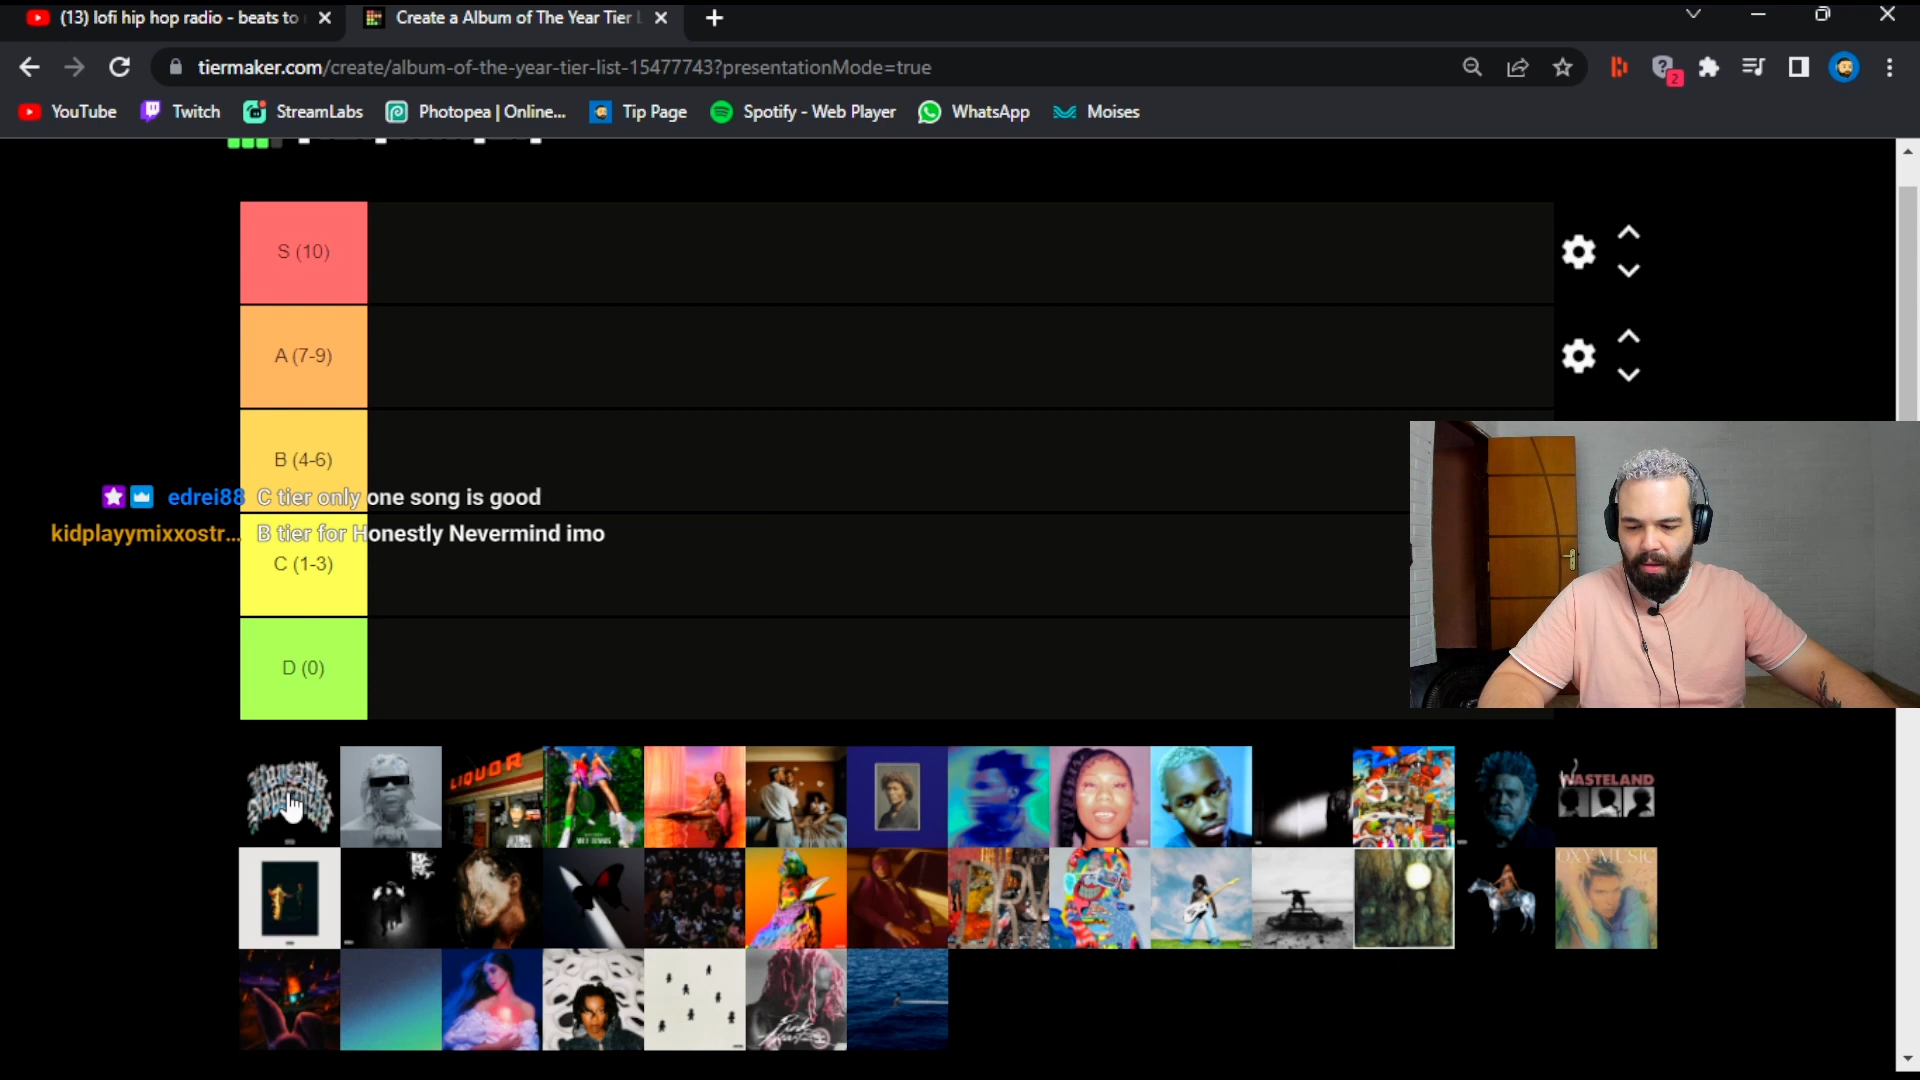 (13) lofi hip hop radio - beats to
Create a Album of The Year Tier
tiermaker.com/create/album-of-the-year-tier-list-15477743?presentationMode=true
2
YouTube
Twitch
StreamLabs
Photopea | Online...
Tip Page
Spotify - Web Player
WhatsApp
Moises
S (10)
A (7-9)
B (4-6)
edrei88 C tier only one song is good
kidplayymixxostr... B tier for Honestly Nevermind imo
C (1-3)
D (0)
LIQUOR
WASTELAND
OXY MUSIC